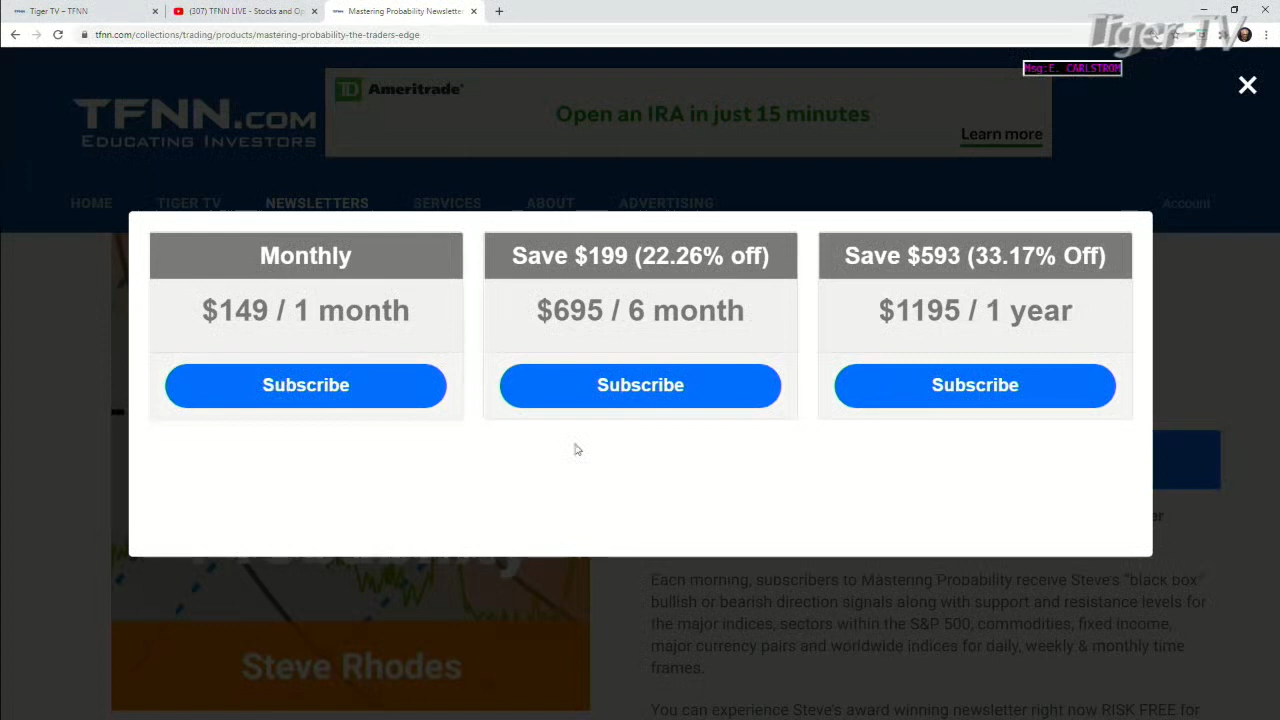 Tiger TV – TFNN
(307) TFNN LIVE - Stocks and Op
Mastering Probability Newslette
Tiger TV
tfnn.com/collections/trading/products/mastering-probability-the-traders-edge
Msg:E. CARLSTROM
TFNN.COM
EDUCATING INVESTORS
TD Ameritrade
Open an IRA in just 15 minutes
Learn more
HOME TIGER TV NEWSLETTERS SERVICES ABOUT ADVERTISING Account
Monthly
$149 / 1 month
Subscribe
Save $199 (22.26% off)
$695 / 6 month
Subscribe
Save $593 (33.17% Off)
$1195 / 1 year
Subscribe
Steve Rhodes
Each morning, subscribers to Mastering Probability receive Steve's "black box"
bullish or bearish direction signals along with support and resistance levels for
the major indices, sectors within the S&P 500, commodities, fixed income,
major currency pairs and worldwide indices for daily, weekly & monthly time
frames.
You can experience Steve's award winning newsletter right now RISK FREE for